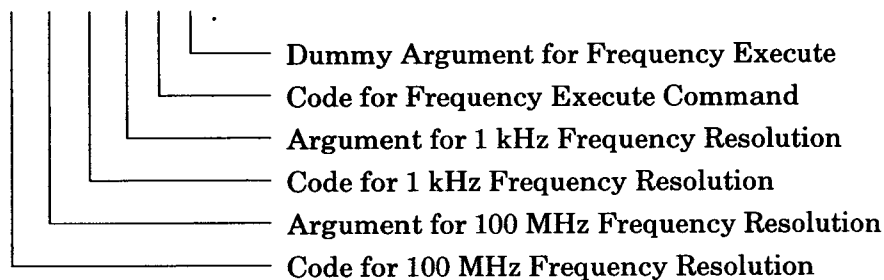 Dummy Argument for Frequency Execute
Code for Frequency Execute Command
Argument for 1 kHz Frequency Resolution
Code for 1 kHz Frequency Resolution
Argument for 100 MHz Frequency Resolution
Code for 100 MHz Frequency Resolution